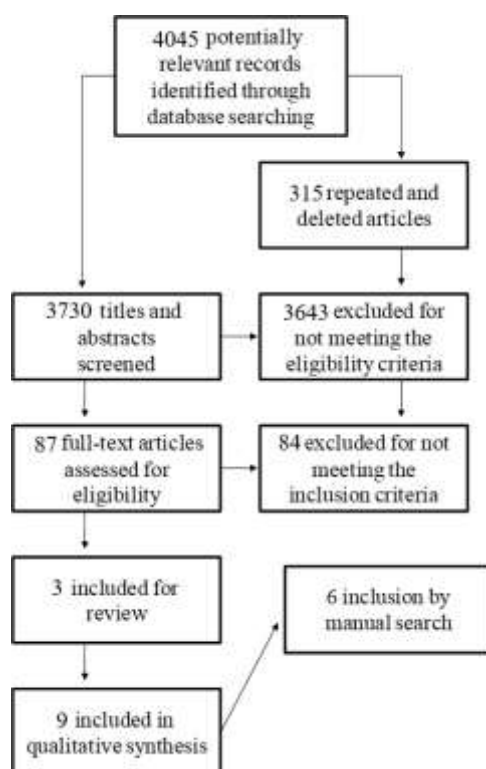 4045 potentially
relevant records
identified through
database searching
315 repeated and
deleted articles
3730 titles and
abstracts
screened
3643 excluded for
not meeting the
eligibility criteria
87 full-text articles
assessed for
eligibility
84 excluded for not
meeting the
inclusion criteria
3 included for
review
6 inclusion by
manual search
9 included in
qualitative synthesis